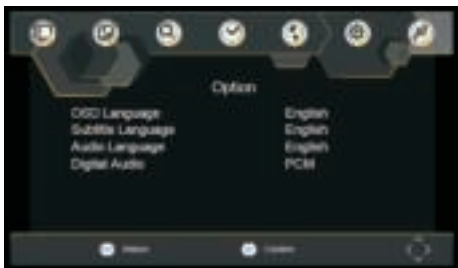 Option
OSD Language English
Subtitle Language English
Audio Language English
Digital Audio PCM